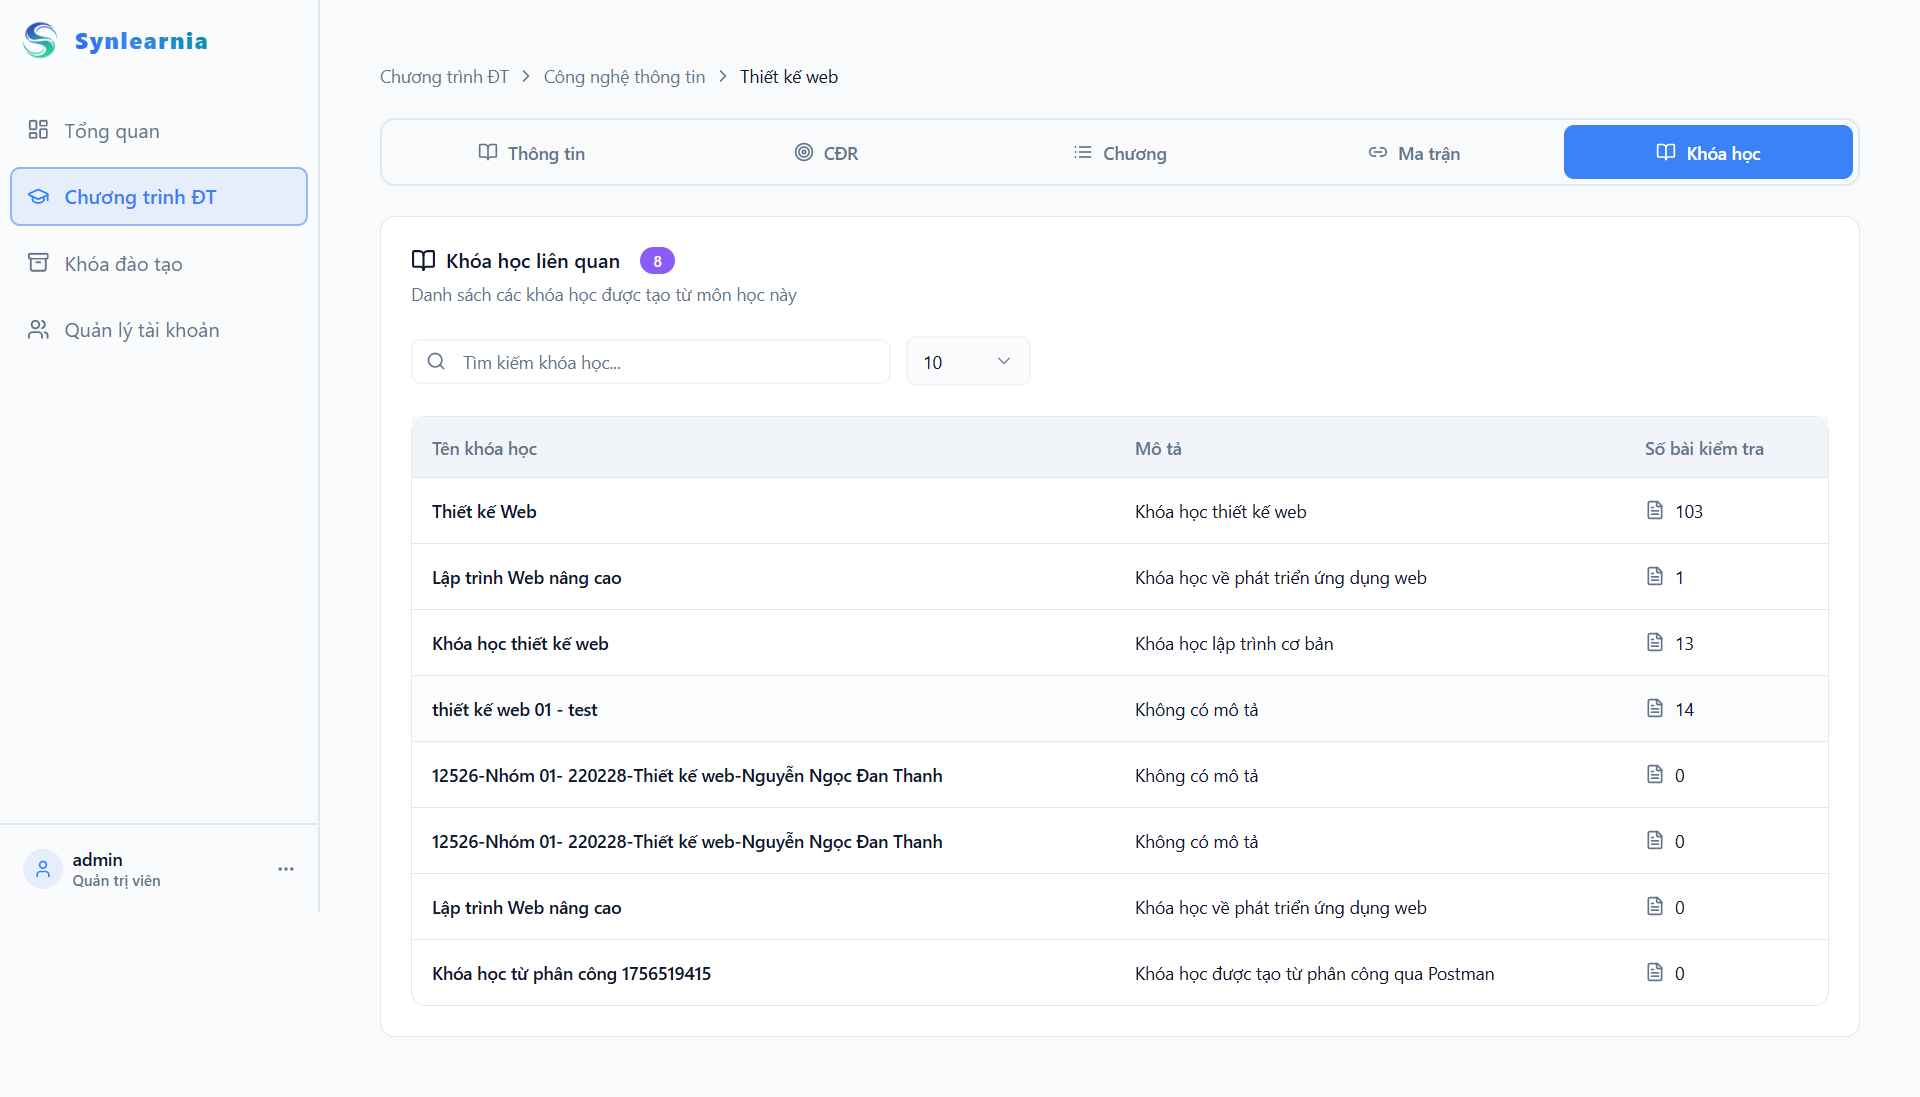 Synlearnia
Tổng quan
Chương trình ĐT
Khóa đào tạo
Quản lý tài khoản
admin
Quản trị viên
Chương trình ĐT > Công nghệ thông tin > Thiết kế web
Thông tin CĐR Chương Ma trận Khóa học
Khóa học liên quan 8
Danh sách các khóa học được tạo từ môn học này
Tìm kiếm khóa học... 10
Tên khóa học Mô tả Số bài kiểm tra
Thiết kế Web Khóa học thiết kế web 103
Lập trình Web nâng cao Khóa học về phát triển ứng dụng web 1
Khóa học thiết kế web Khóa học lập trình cơ bản 13
thiết kế web 01 - test Không có mô tả 14
12526-Nhóm 01- 220228-Thiết kế web-Nguyễn Ngọc Đan Thanh Không có mô tả 0
12526-Nhóm 01- 220228-Thiết kế web-Nguyễn Ngọc Đan Thanh Không có mô tả 0
Lập trình Web nâng cao Khóa học về phát triển ứng dụng web 0
Khóa học từ phân công 1756519415 Khóa học được tạo từ phân công qua Postman 0